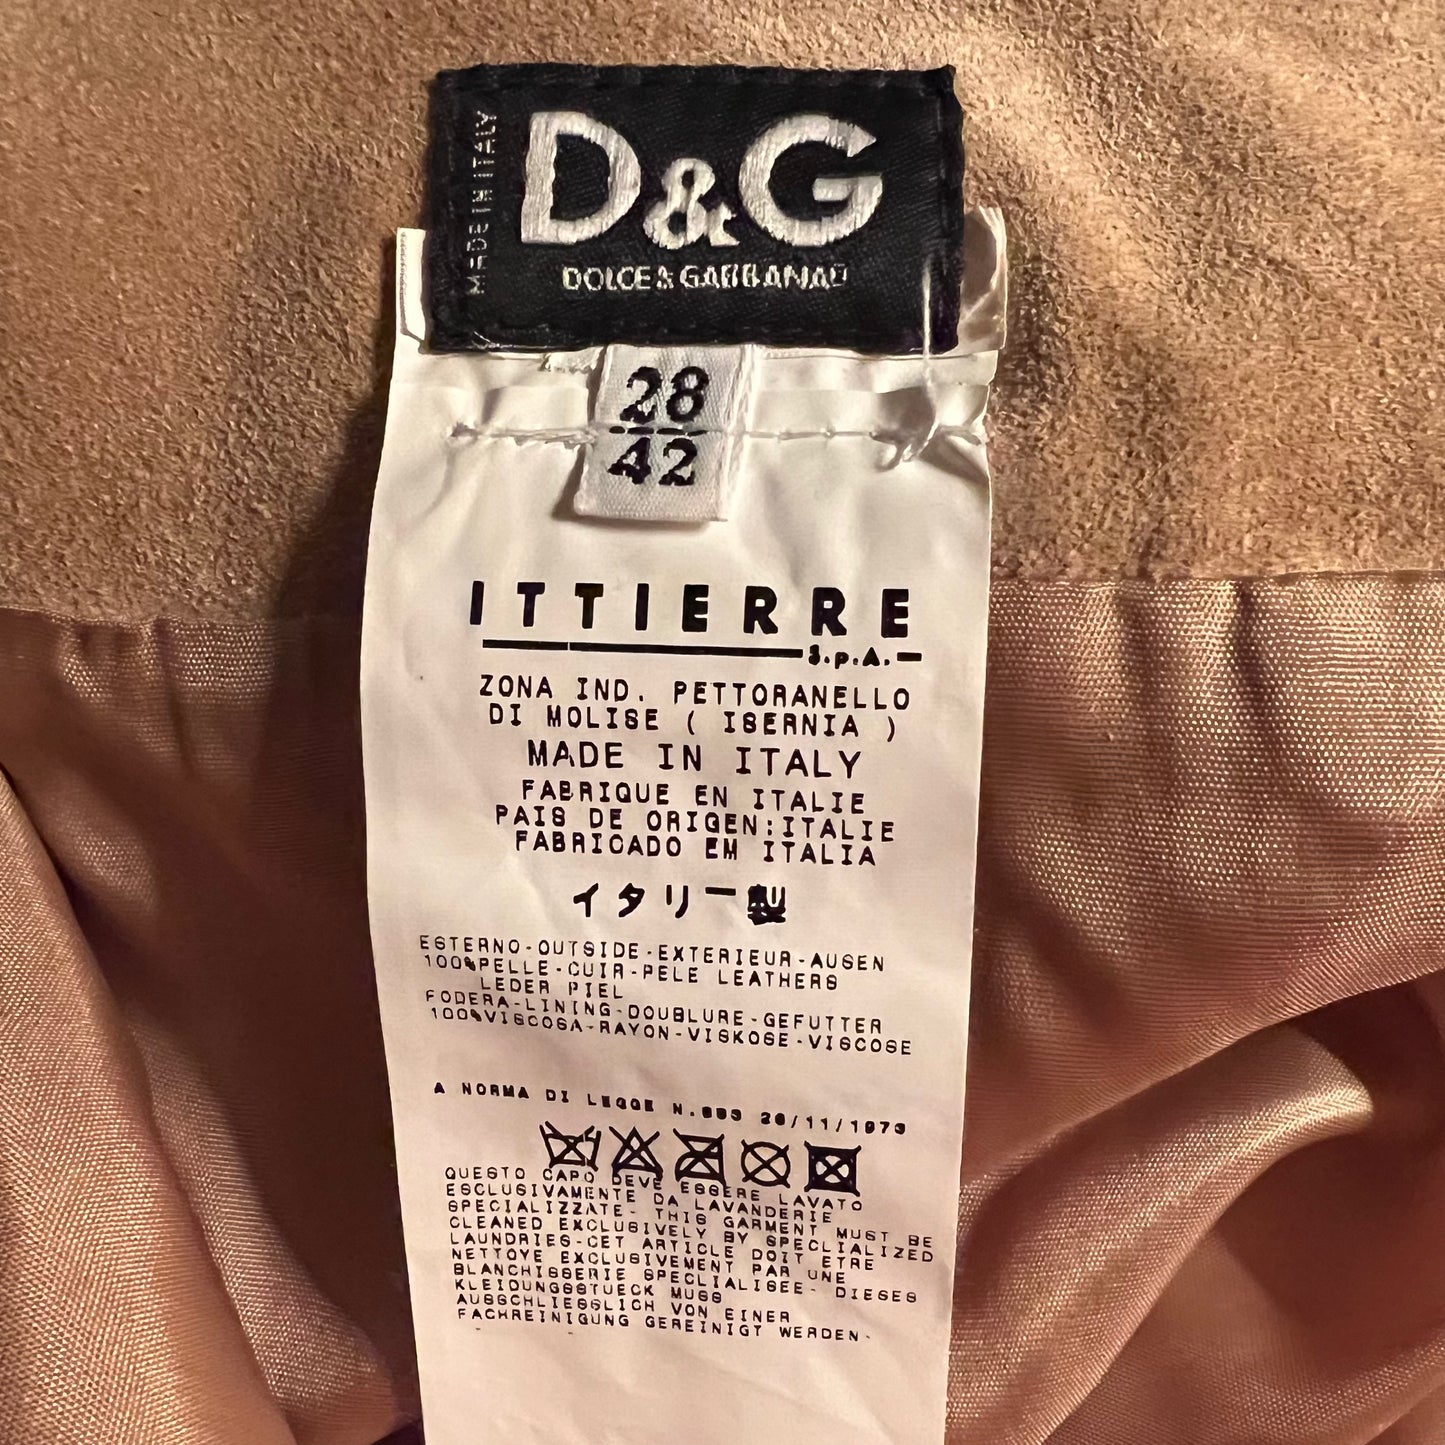 MADE IN ITALY
D&G
DOLCE & GABBANA
28
42
ITTIERRE
S.p.A.
ZONA IND. PETTORANELLO
DI MOLISE ( ISERNIA )
MADE IN ITALY
FABRIQUE EN ITALIE
PAIS DE ORIGEN:ITALIE
FABRICADO EM ITALIA
イタリー製
ESTERNO-OUTSIDE-EXTERIEUR-AUSEN
100%PELLE-CUIR-PELE LEATHERS
LEDER PIEL
FODERA-LINING-DOUBLURE-GEFUTTER
100%VISCOSA-RAYON-VISKOSE-VISCOSE
A NORMA DI LEGGE N.883 26/11/1973
QUESTO CAPO DEVE ESSERE LAVATO
ESCLUSIVAMENTE DA LAVANDERIE
SPECIALIZZATE- THIS GARMENT MUST BE
CLEANED EXCLUSIVELY BY SPECLIALIZED
LAUNDRIES-CET ARTICLE DOIT ETRE
NETTOYE EXCLUSIVEMENT PAR UNE
BLANCHISSERIE SPECLIALISEE- DIESES
KLEIDUNGSSTUECK MUSS
AUSSCHLIESSLICH VON EINER
FACHREINIGUNG GEREINIGT WERDEN-